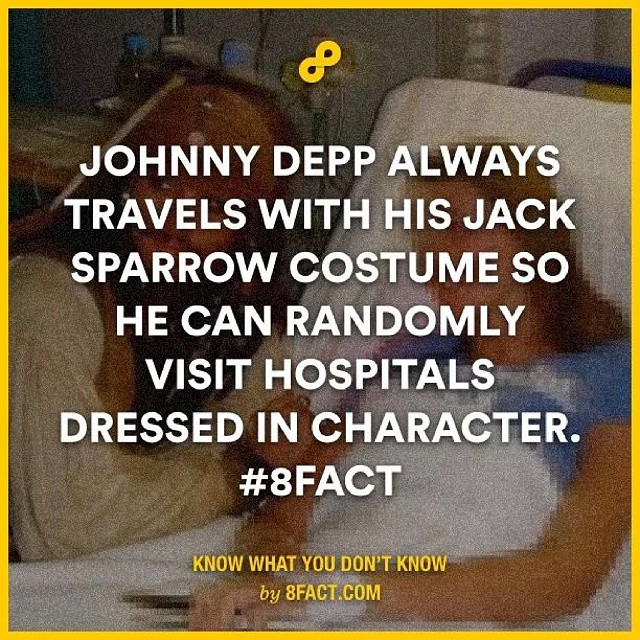 JOHNNY DEPP ALWAYS
TRAVELS WITH HIS JACK
SPARROW COSTUME SO
HE CAN RANDOMLY
VISIT HOSPITALS
DRESSED IN CHARACTER.
#8FACT
KNOW WHAT YOU DON'T KNOW
by 8FACT.COM